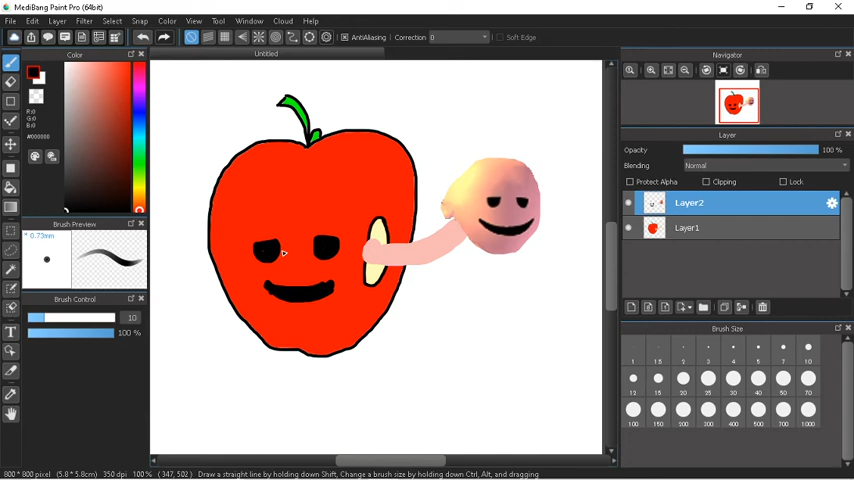 MediBang Paint Pro (64bit)
File Edit Layer Filter Select Snap Color View Tool Window Cloud Help
AntiAliasing Correction 0 Soft Edge
Untitled
Color
R:0
G:0
B:0
#000000
Brush Preview
* 0.73mm
Brush Control
10
100 %
Navigator
Layer
Opacity 100 %
Blending Normal
Protect Alpha Clipping Lock
Layer2
Layer1
Brush Size
1 1.5 2 3 4 5 7 10
12 15 20 25 30 40 50 70
100 150 200 300 400 500 700 1000
800 * 800 pixel (5.8 * 5.8cm) 350 dpi 100 % ( 347, 502 ) Draw a straight line by holding down Shift, Change a brush size by holding down Ctrl, Alt, and dragging